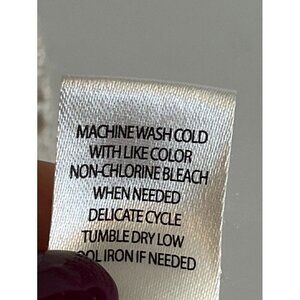 MACHINE WASH COLD
WITH LIKE COLOR
NON-CHLORINE BLEACH
WHEN NEEDED
DELICATE CYCLE
TUMBLE DRY LOW
OOL IRON IF NEEDED